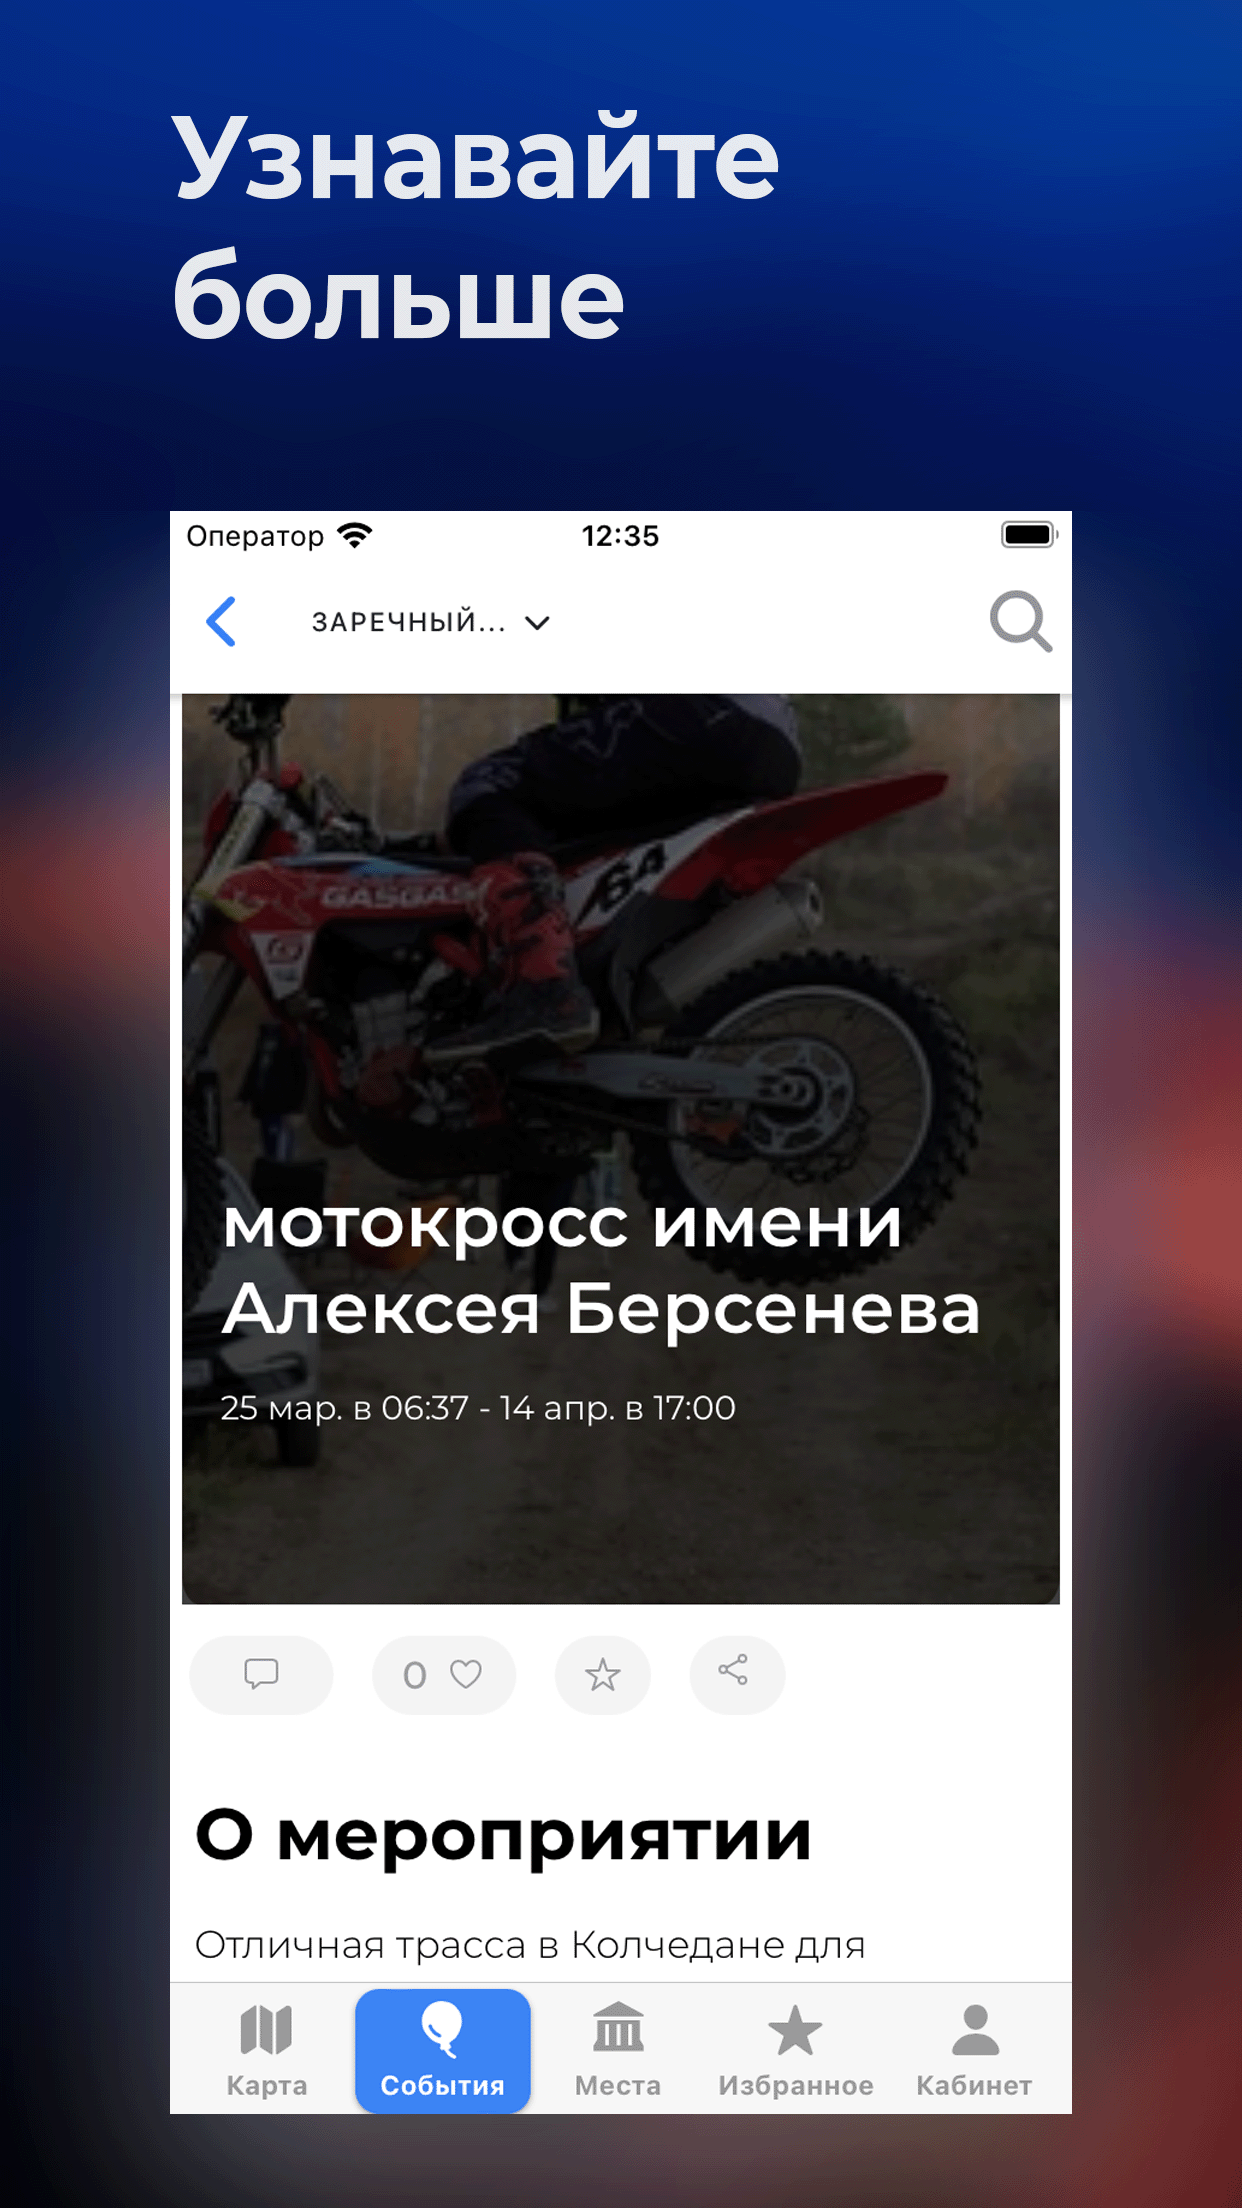 Узнавайте
больше
Оператор 12:35
ЗАРЕЧНЫЙ...
GASGAS
64
мотокросс имени
Алексея Берсенева
25 мар. в 06:37 - 14 апр. в 17:00
0
О мероприятии
Отличная трасса в Колчедане для
Карта События Места Избранное Кабинет